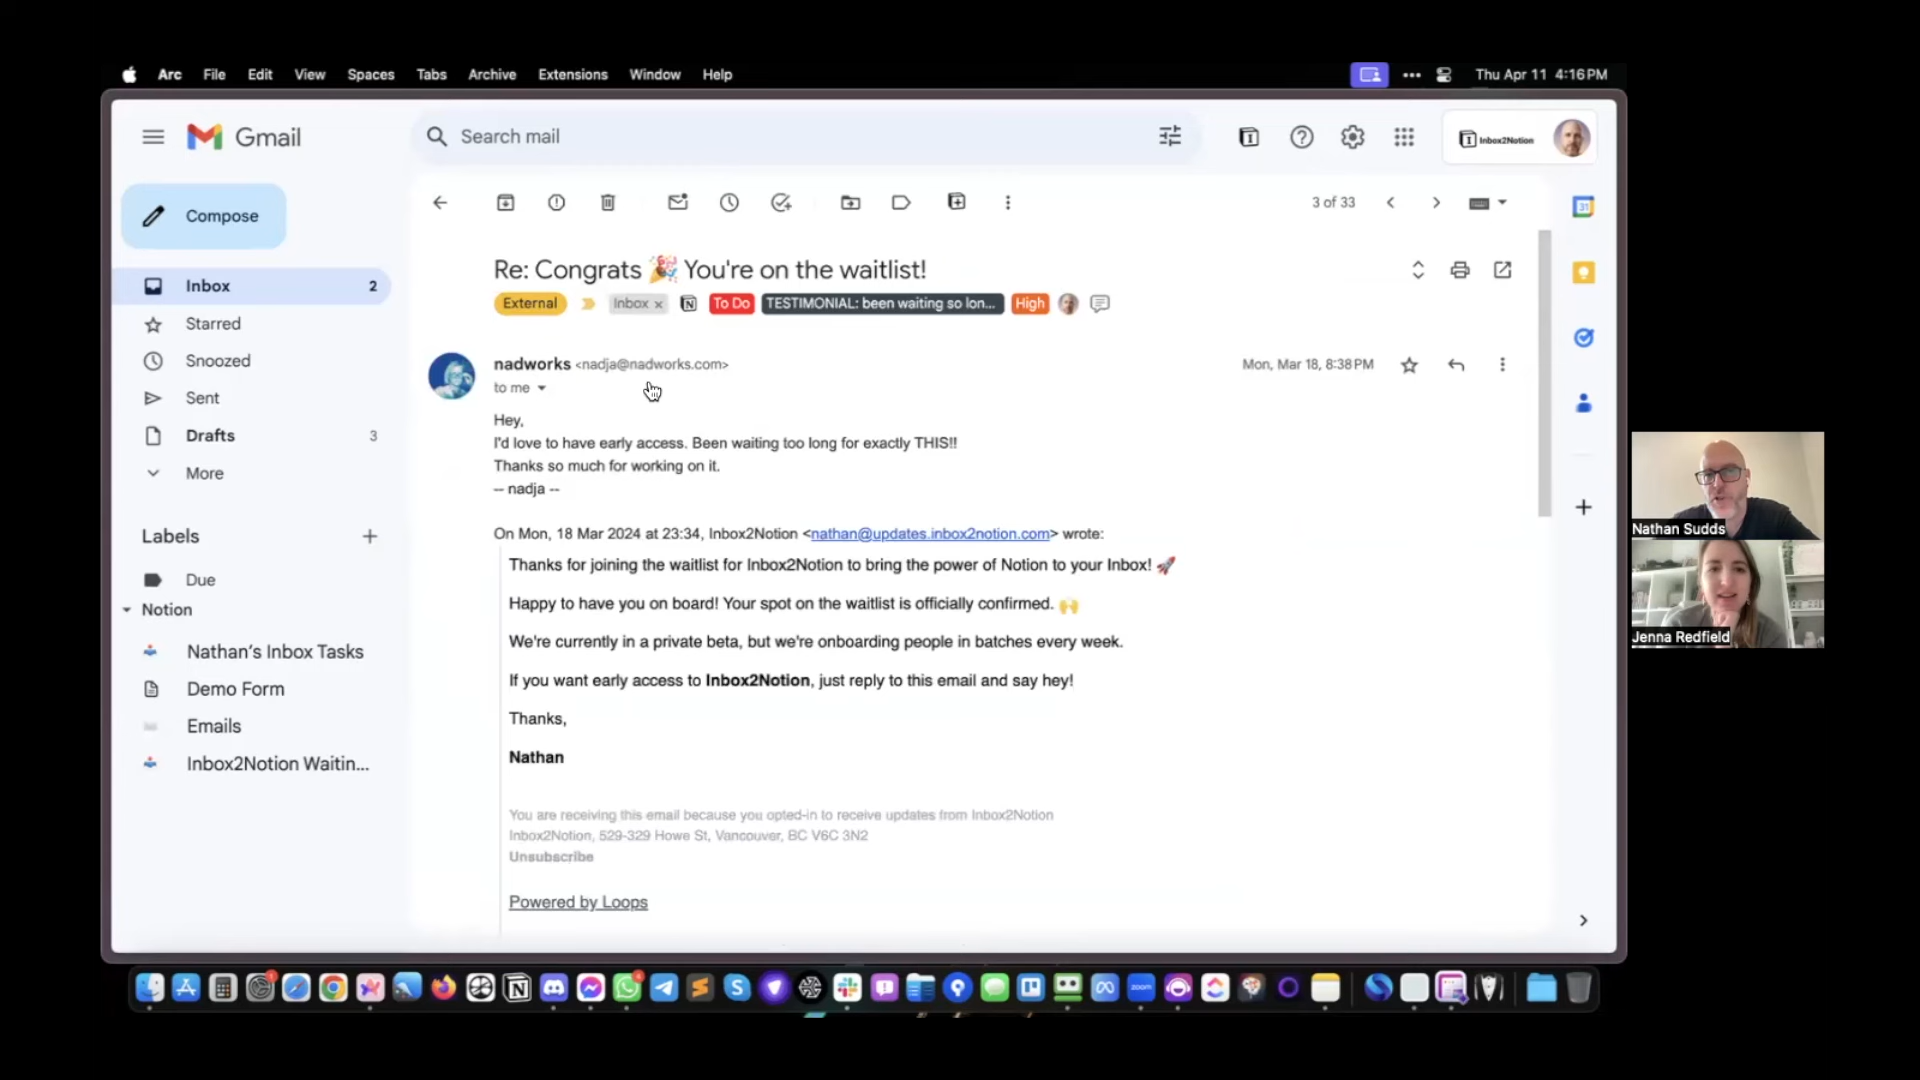 Arc File Edit View Spaces Tabs Archive Extensions Window Help
Thu Apr 11 4:16 PM
Gmail
Search mail
Inbox2Notion
Compose
3 of 33
Inbox 2
Starred
Snoozed
Sent
Drafts 3
More
Labels
Due
Notion
Nathan's Inbox Tasks
Demo Form
Emails
Inbox2Notion Waitin...
Re: Congrats 🎉 You're on the waitlist!
External Inbox x To Do TESTIMONIAL: been waiting so lon... High
nadworks <nadja@nadworks.com>
Mon, Mar 18, 8:38 PM
to me
Hey,
I'd love to have early access. Been waiting too long for exactly THIS!!
Thanks so much for working on it.
-- nadja --
On Mon, 18 Mar 2024 at 23:34, Inbox2Notion <nathan@updates.inbox2notion.com> wrote:
Thanks for joining the waitlist for Inbox2Notion to bring the power of Notion to your Inbox! 🚀
Happy to have you on board! Your spot on the waitlist is officially confirmed. 🙌
We're currently in a private beta, but we're onboarding people in batches every week.
If you want early access to Inbox2Notion, just reply to this email and say hey!
Thanks,
Nathan
You are receiving this email because you opted-in to receive updates from Inbox2Notion
Inbox2Notion, 529-329 Howe St, Vancouver, BC V6C 3N2
Unsubscribe
Powered by Loops
31
Nathan Sudds
Jenna Redfield
zoom